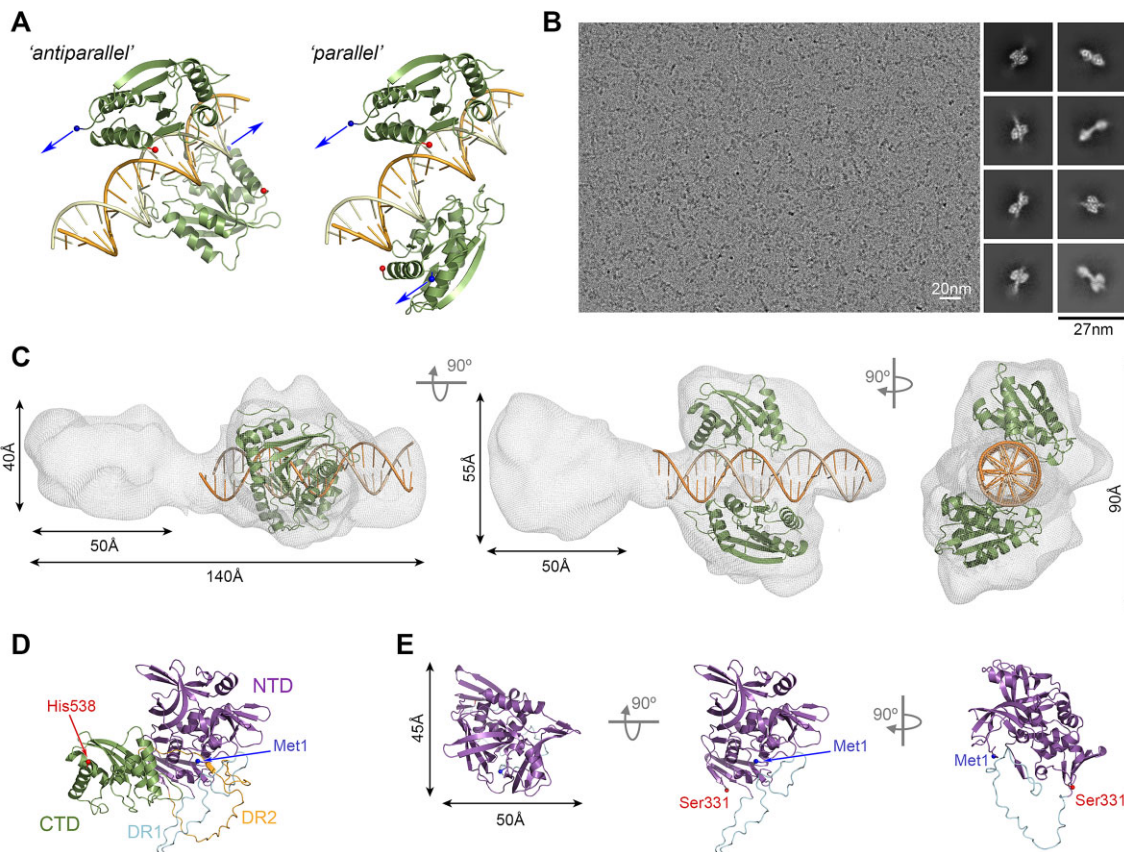 A
'antiparallel'
'parallel'
B
20nm
27nm
C
90º
90º
40Å
50Å
140Å
55Å
50Å
90Å
D
NTD
His538
Met1
CTD
DR1
DR2
E
45Å
50Å
90º
Met1
Ser331
90º
Met1
Ser331